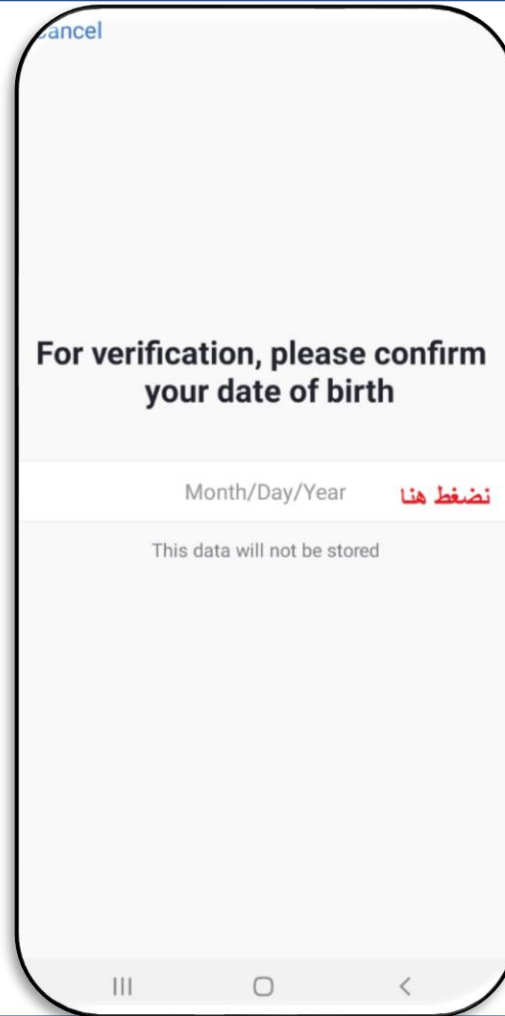 Cancel
For verification, please confirm
your date of birth
Month/Day/Year نضغط هنا
This data will not be stored